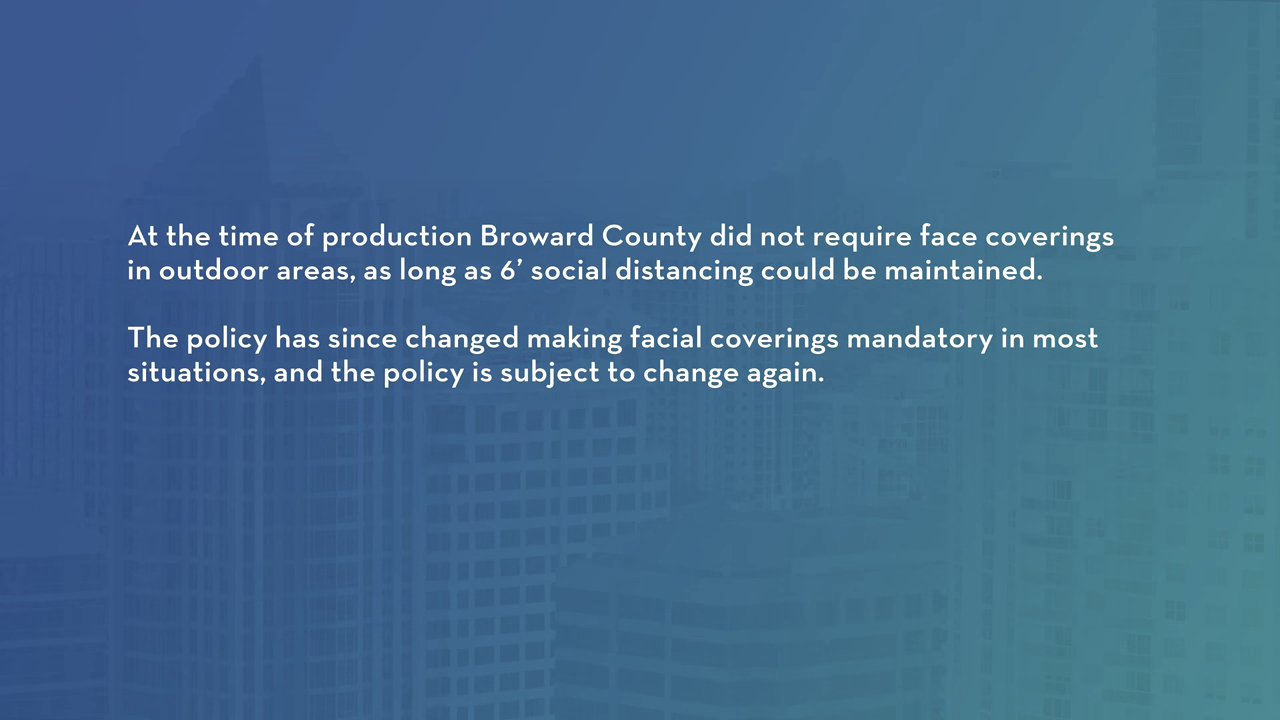 At the time of production Broward County did not require face coverings
in outdoor areas, as long as 6’ social distancing could be maintained.
The policy has since changed making facial coverings mandatory in most
situations, and the policy is subject to change again.